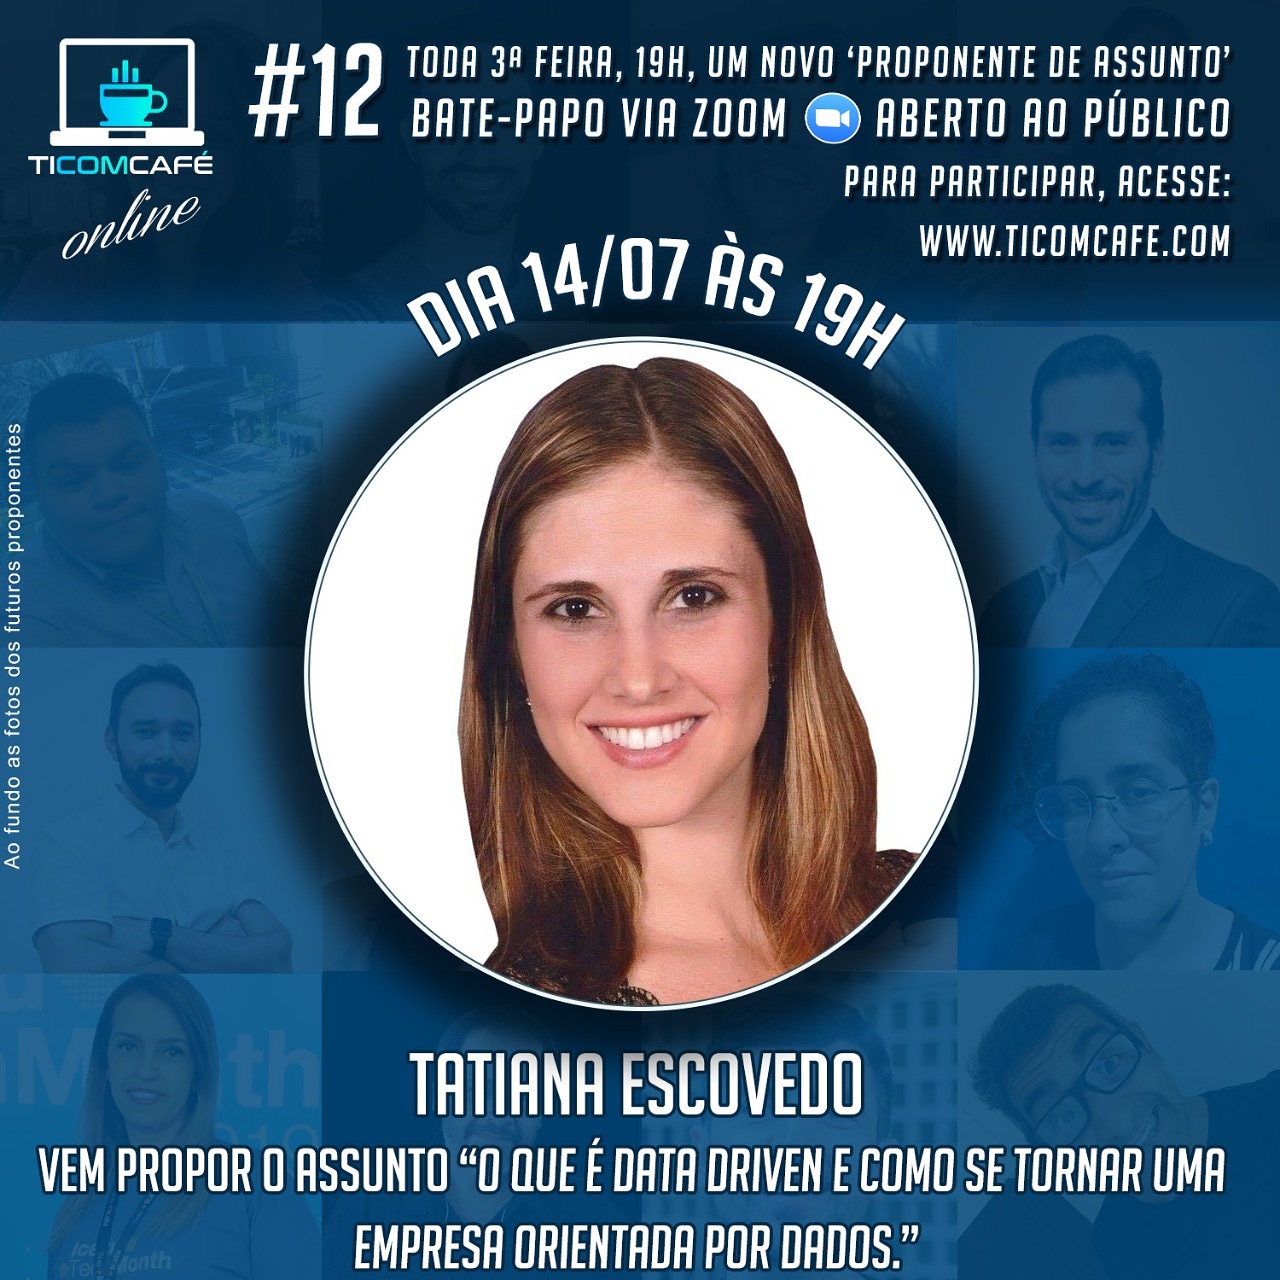 TICOMCAFÉ
online
#12
TODA 3ª FEIRA, 19H, UM NOVO ‘PROPONENTE DE ASSUNTO’
BATE-PAPO VIA ZOOM ABERTO AO PÚBLICO
PARA PARTICIPAR, ACESSE:
WWW.TICOMCAFE.COM
DIA 14/07 ÀS 19H
Ao fundo as fotos dos futuros proponentes
TATIANA ESCOVEDO
VEM PROPOR O ASSUNTO “O QUE É DATA DRIVEN E COMO SE TORNAR UMA
EMPRESA ORIENTADA POR DADOS.”